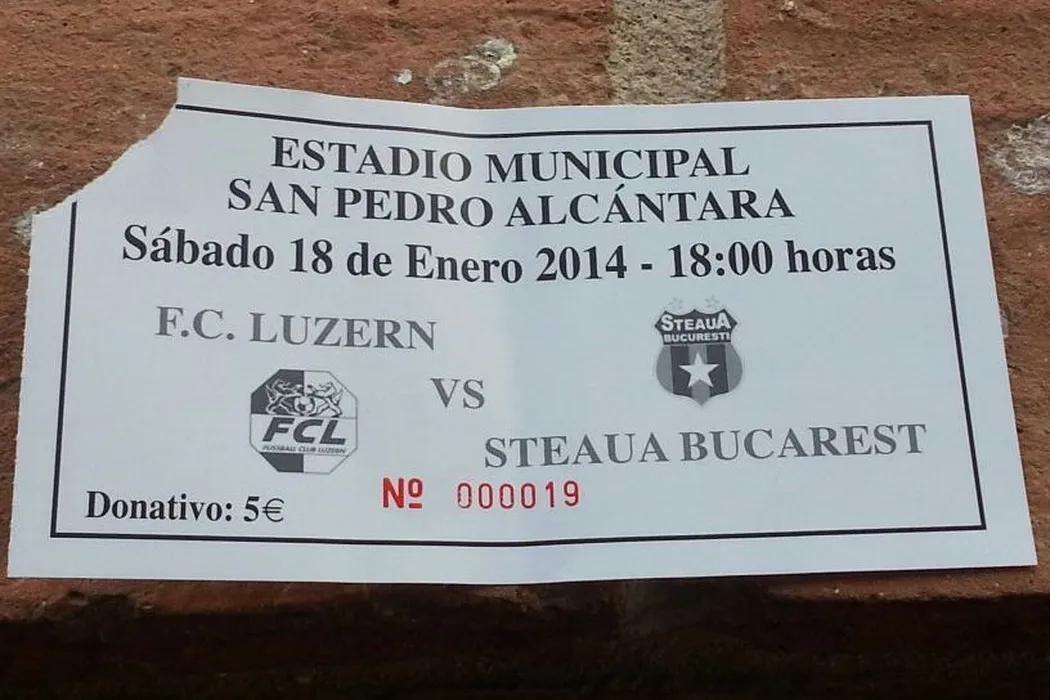 ESTADIO MUNICIPAL
SAN PEDRO ALCÁNTARA
Sábado 18 de Enero 2014 - 18:00 horas
F.C. LUZERN
STEAUA
BUCURESTI
VS
FCL
FUSSBALL CLUB LUZERN
STEAUA BUCAREST
Donativo: 5€
Nº 000019